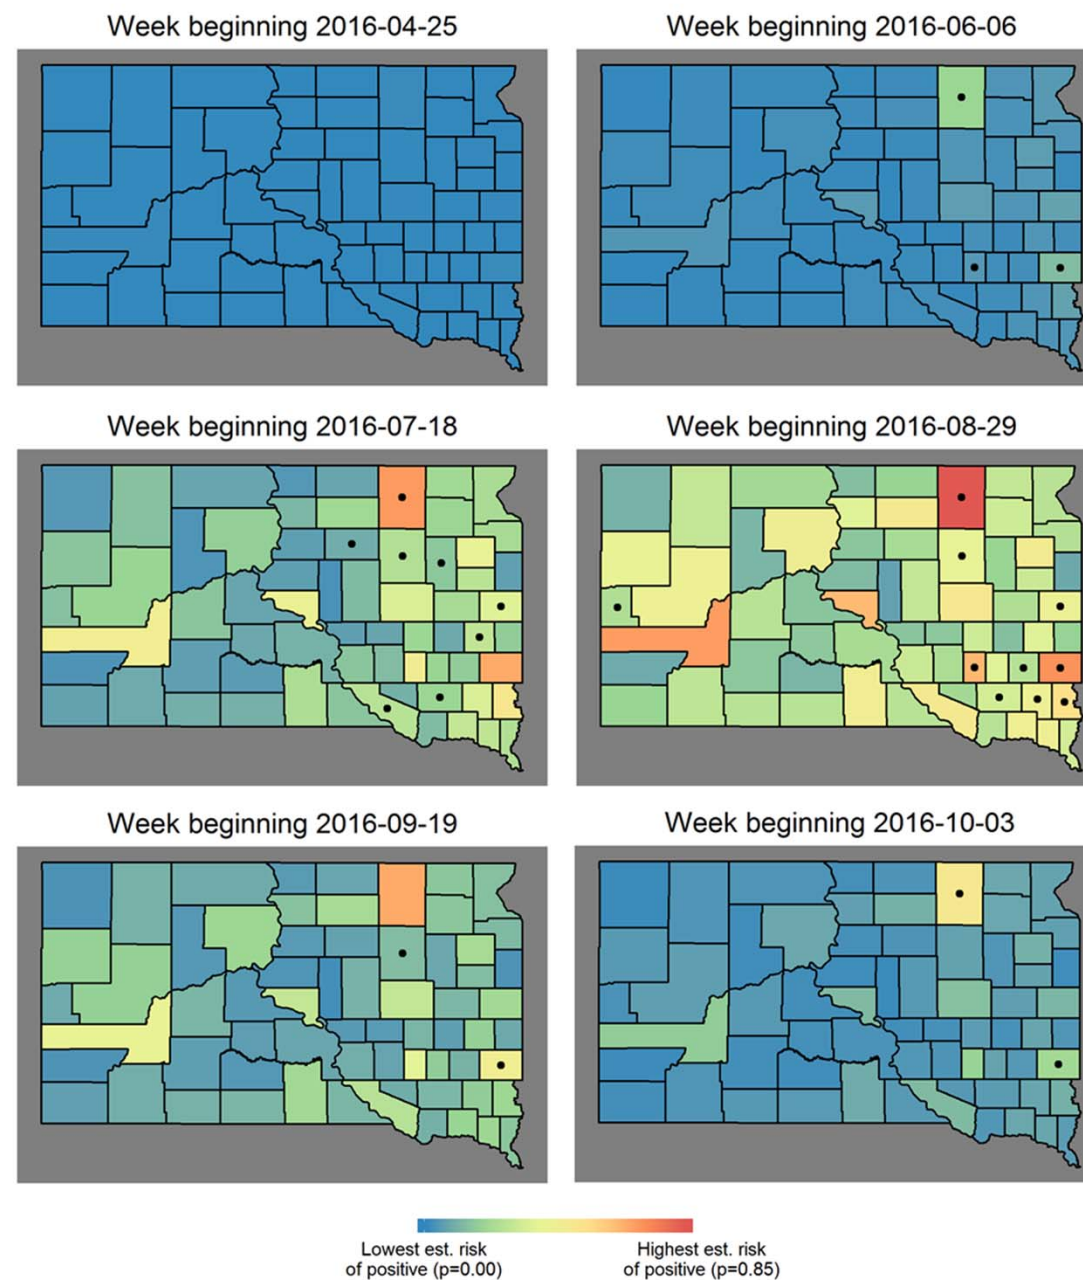 Week beginning 2016-04-25
Week beginning 2016-06-06
Week beginning 2016-07-18
Week beginning 2016-08-29
Week beginning 2016-09-19
Week beginning 2016-10-03
Lowest est. risk
of positive (p=0.00)
Highest est. risk
of positive (p=0.85)